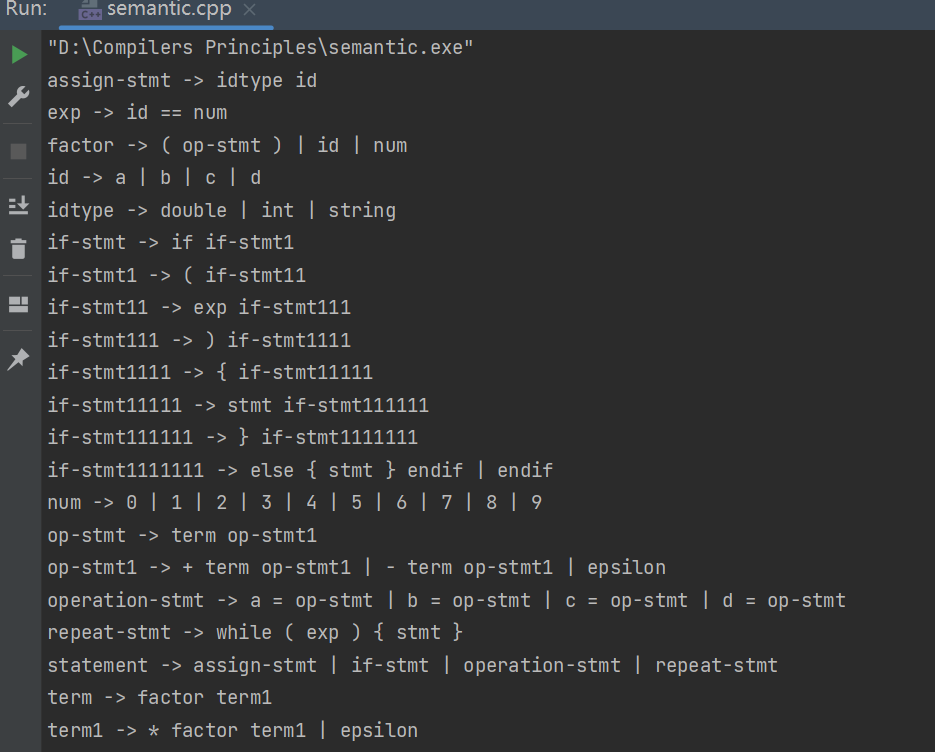 Run: semantic.cpp
"D:\Compilers Principles\semantic.exe"
assign-stmt -> idtype id
exp -> id == num
factor -> ( op-stmt ) | id | num
id -> a | b | c | d
idtype -> double | int | string
if-stmt -> if if-stmt1
if-stmt1 -> ( if-stmt11
if-stmt11 -> exp if-stmt111
if-stmt111 -> ) if-stmt1111
if-stmt1111 -> { if-stmt11111
if-stmt11111 -> stmt if-stmt111111
if-stmt111111 -> } if-stmt1111111
if-stmt1111111 -> else { stmt } endif | endif
num -> 0 | 1 | 2 | 3 | 4 | 5 | 6 | 7 | 8 | 9
op-stmt -> term op-stmt1
op-stmt1 -> + term op-stmt1 | - term op-stmt1 | epsilon
operation-stmt -> a = op-stmt | b = op-stmt | c = op-stmt | d = op-stmt
repeat-stmt -> while ( exp ) { stmt }
statement -> assign-stmt | if-stmt | operation-stmt | repeat-stmt
term -> factor term1
term1 -> * factor term1 | epsilon